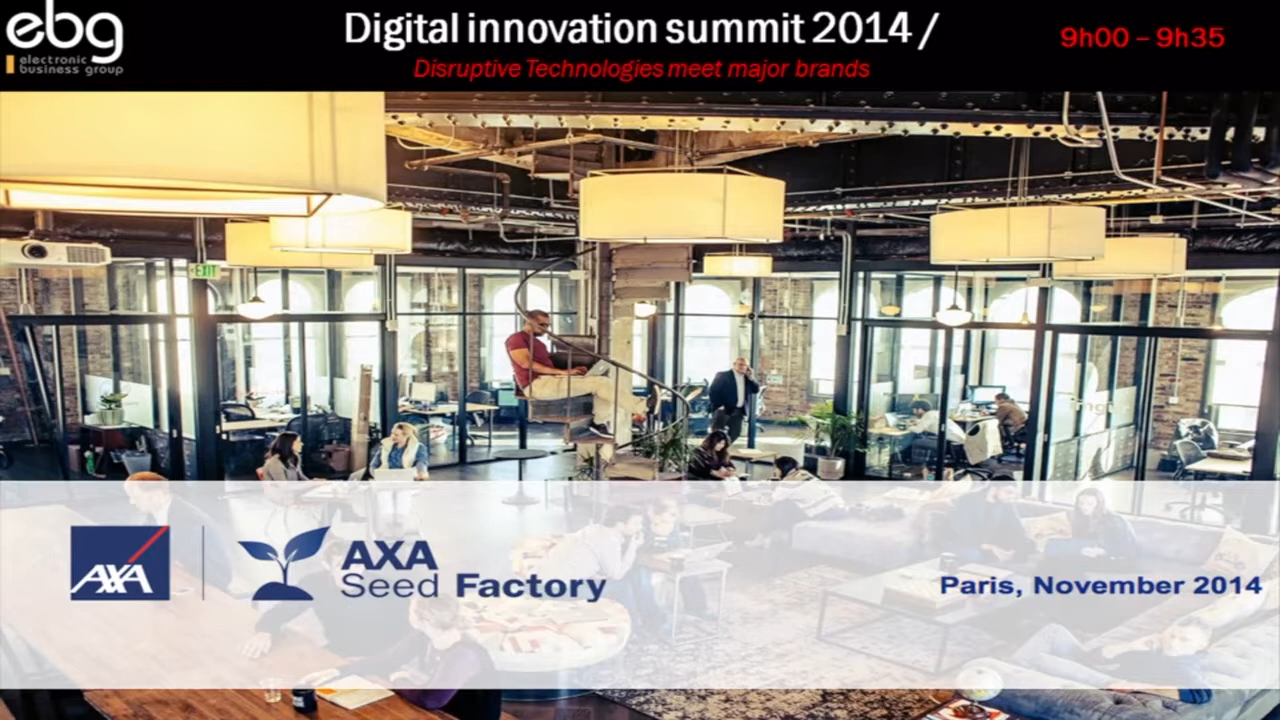 ebg
electronic
business group
Digital innovation summit 2014 /
Disruptive Technologies meet major brands
9h00 – 9h35
EXIT
AXA
AXA
Seed Factory
Paris, November 2014